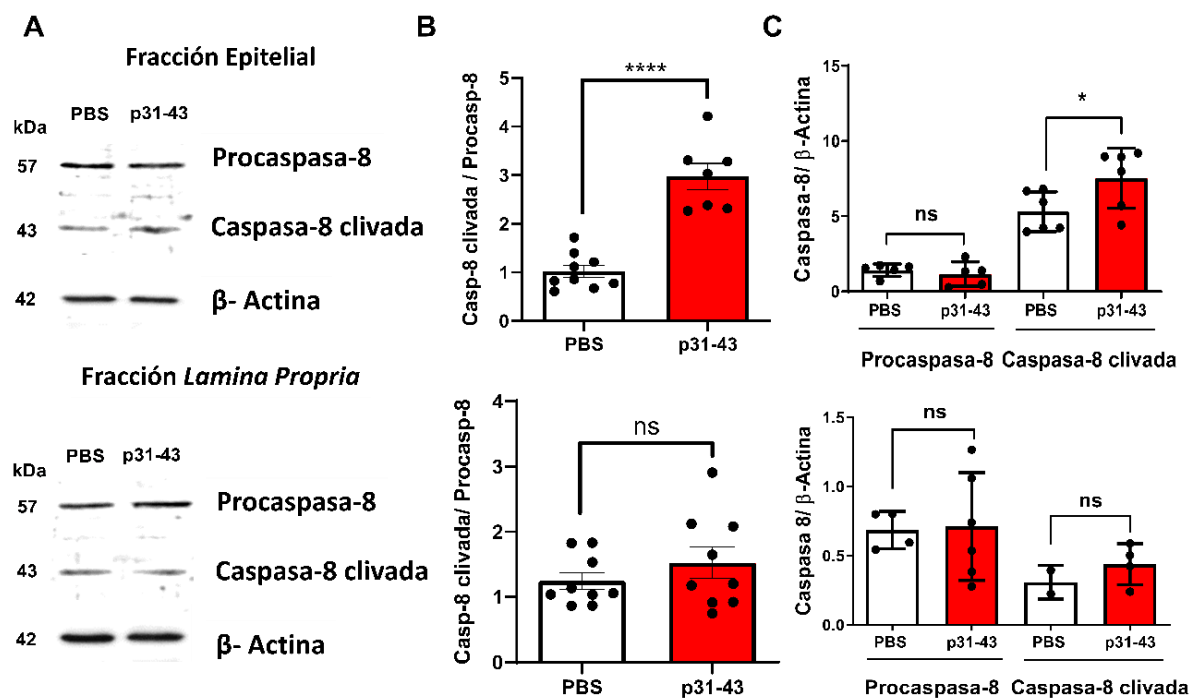 A
Fracción Epitelial
PBS p31-43
kDa
57 Procaspasa-8
43 Caspasa-8 clivada
42 β- Actina
Fracción Lamina Propria
PBS p31-43
kDa
57 Procaspasa-8
43 Caspasa-8 clivada
42 β- Actina
B
Casp-8 clivada / Procasp-8
5
4
3
2
1
0
****
PBS p31-43
Casp-8 clivada/ Procasp-8
4
3
2
1
0
ns
PBS p31-43
C
Caspasa-8/ β-Actina
15
10
5
0
ns
*
PBS p31-43 PBS p31-43
Procaspasa-8 Caspasa-8 clivada
Caspasa 8/ β-Actina
1.5
1.0
0.5
0.0
ns
ns
PBS p31-43 PBS p31-43
Procaspasa-8 Caspasa-8 clivada